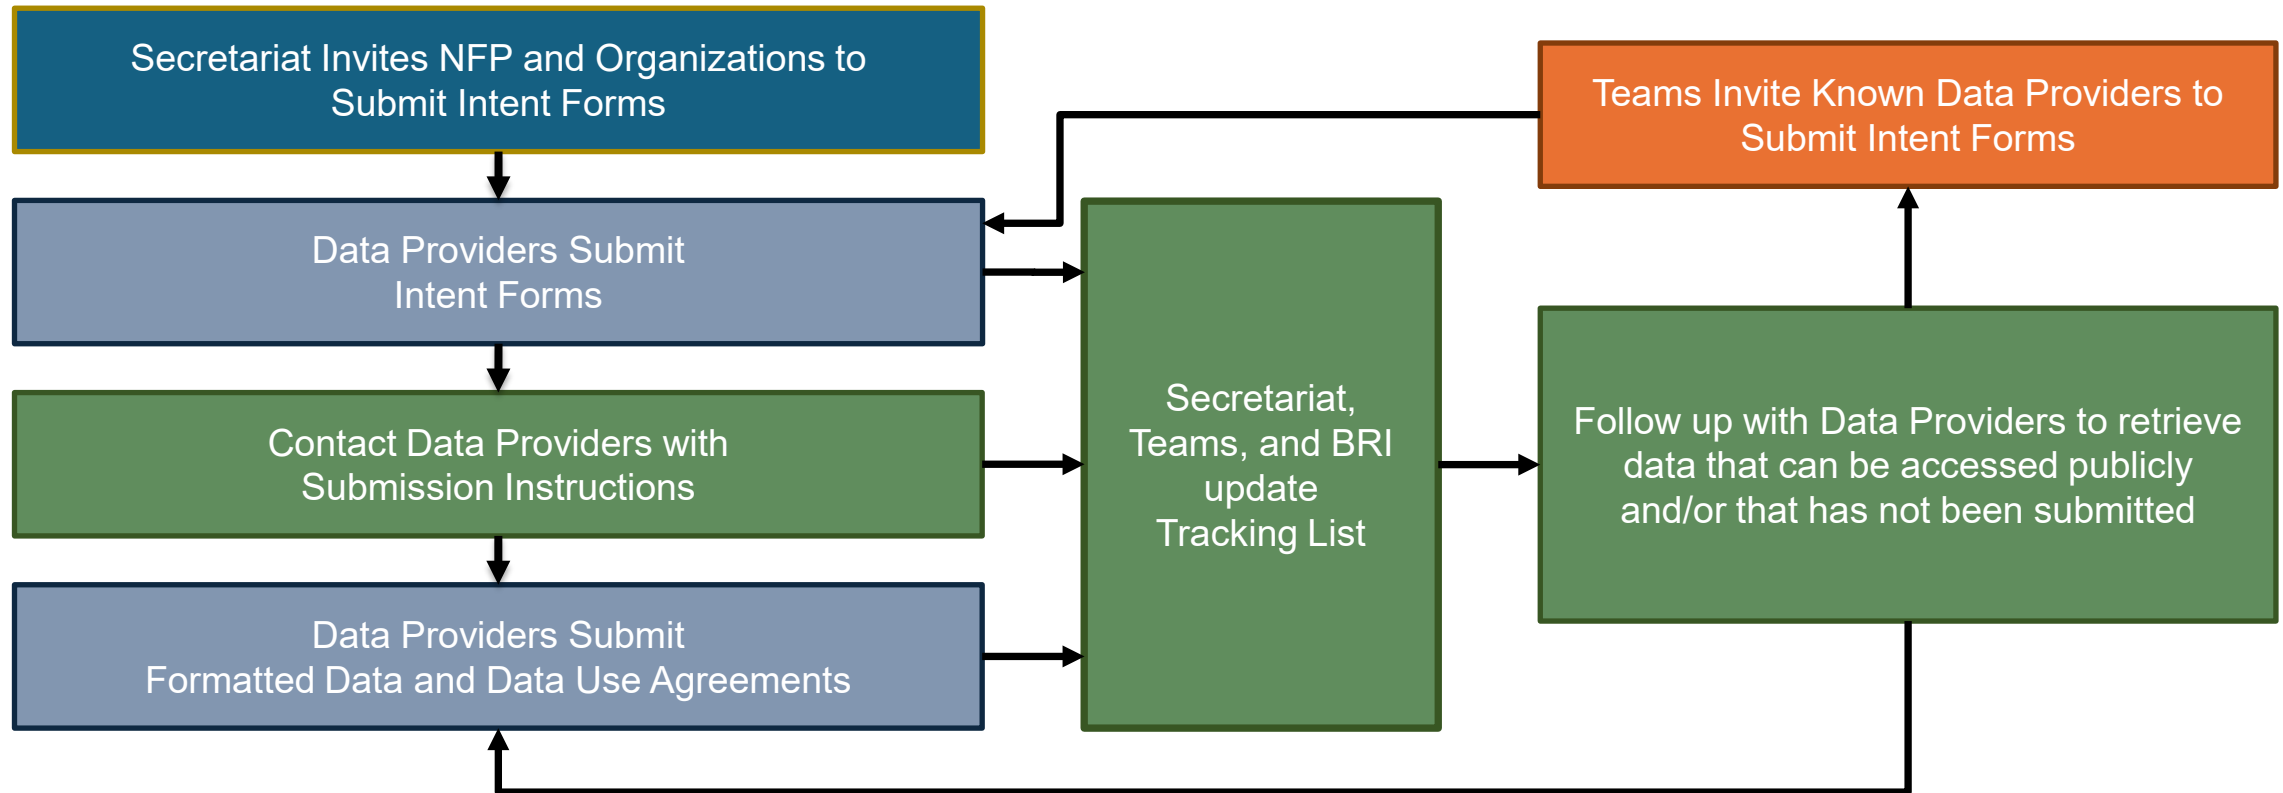 Secretariat Invites NFP and Organizations to
Submit Intent Forms
Data Providers Submit
Intent Forms
Contact Data Providers with
Submission Instructions
Data Providers Submit
Formatted Data and Data Use Agreements
Secretariat,
Teams, and BRI
update
Tracking List
Teams Invite Known Data Providers to
Submit Intent Forms
Follow up with Data Providers to retrieve
data that can be accessed publicly
and/or that has not been submitted